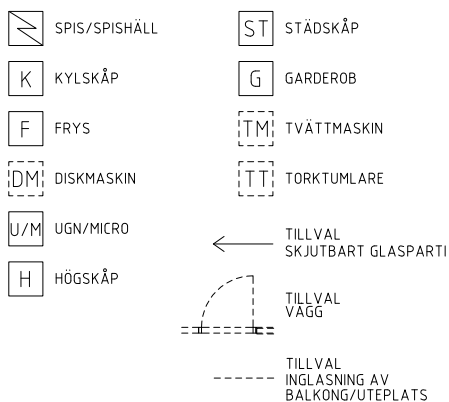 SPIS/SPISHÄLL
K KYLSKÅP
F FRYS
DM DISKMASKIN
U/M UGN/MICRO
H HÖGSKÅP
ST STÄDSKÅP
G GARDEROB
TM TVÄTTMASKIN
TT TORKTUMLARE
TILLVAL
SKJUTBART GLASPARTI
TILLVAL
VÄGG
TILLVAL
INGLASNING AV
BALKONG/UTEPLATS